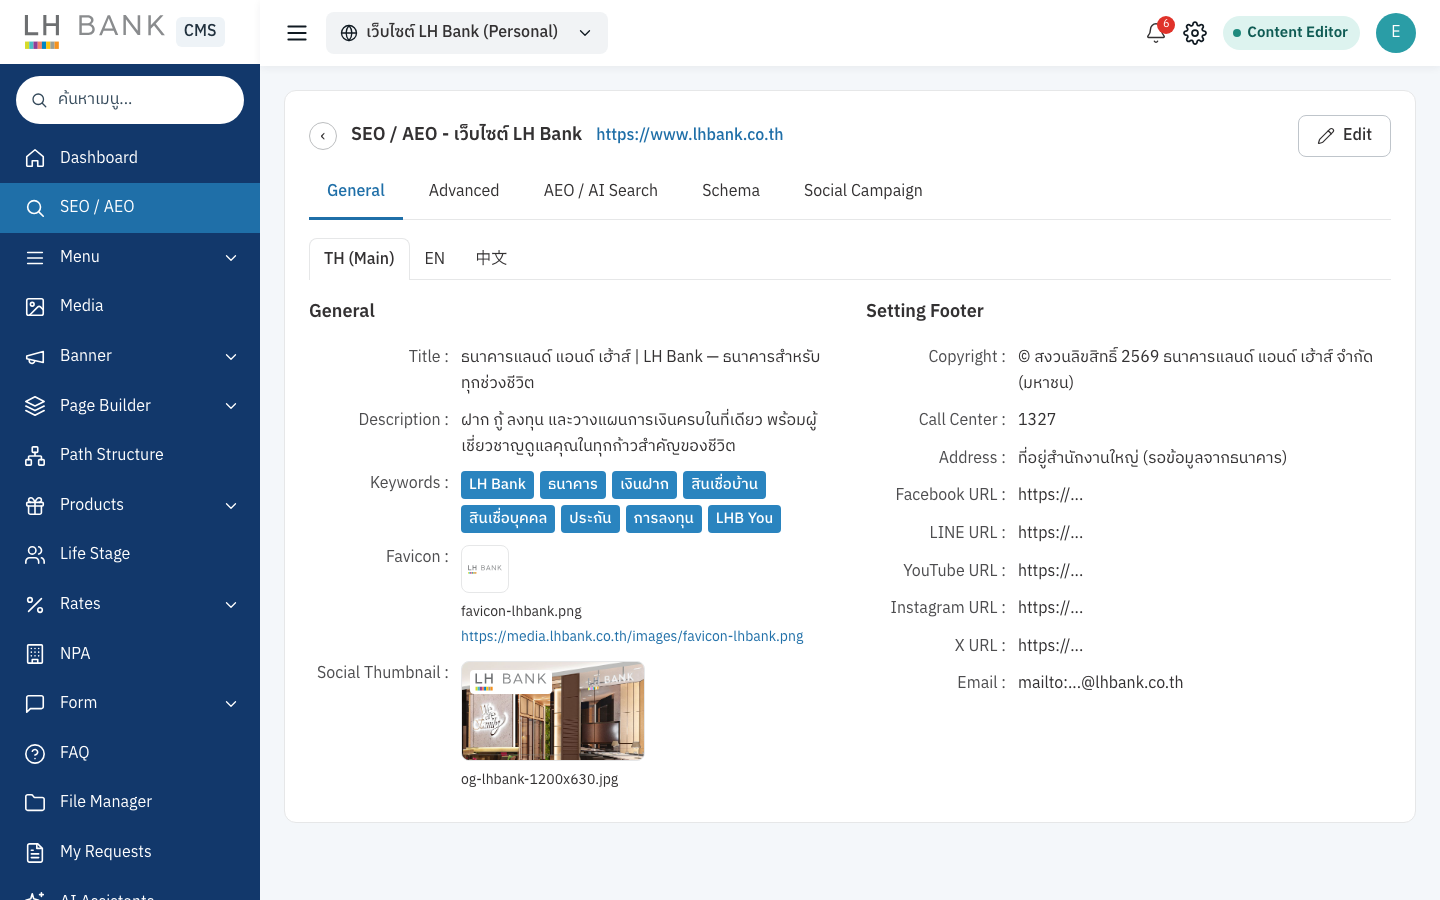 LH BANK CMS
เว็บไซต์ LH Bank (Personal)
6
Content Editor
E
ค้นหาเมนู...
Dashboard
SEO / AEO
Menu
Media
Banner
Page Builder
Path Structure
Products
Life Stage
Rates
NPA
Form
FAQ
File Manager
My Requests
AI Assistants
SEO / AEO - เว็บไซต์ LH Bank https://www.lhbank.co.th
Edit
General Advanced AEO / AI Search Schema Social Campaign
TH (Main) EN 中文
General
Title : ธนาคารแลนด์ แอนด์ เฮ้าส์ | LH Bank — ธนาคารสำหรับ
ทุกช่วงชีวิต
Description : ฝาก กู้ ลงทุน และวางแผนการเงินครบในที่เดียว พร้อมผู้
เชี่ยวชาญดูแลคุณในทุกก้าวสำคัญของชีวิต
Keywords : LH Bank ธนาคาร เงินฝาก สินเชื่อบ้าน
สินเชื่อบุคคล ประกัน การลงทุน LHB You
Favicon : LH BANK
favicon-lhbank.png
https://media.lhbank.co.th/images/favicon-lhbank.png
Social Thumbnail : LH BANK
LH BANK
og-lhbank-1200x630.jpg
Setting Footer
Copyright : © สงวนลิขสิทธิ์ 2569 ธนาคารแลนด์ แอนด์ เฮ้าส์ จำกัด
(มหาชน)
Call Center : 1327
Address : ที่อยู่สำนักงานใหญ่ (รอข้อมูลจากธนาคาร)
Facebook URL : https://...
LINE URL : https://...
YouTube URL : https://...
Instagram URL : https://...
X URL : https://...
Email : mailto:...@lhbank.co.th